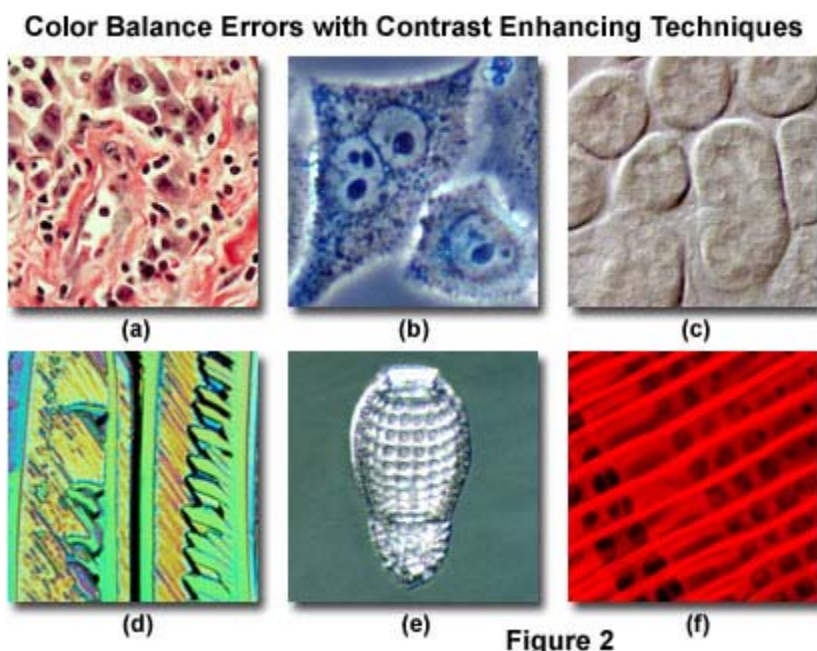 Color Balance Errors with Contrast Enhancing Techniques
(a) (b) (c)
(d) (e) (f)
Figure 2